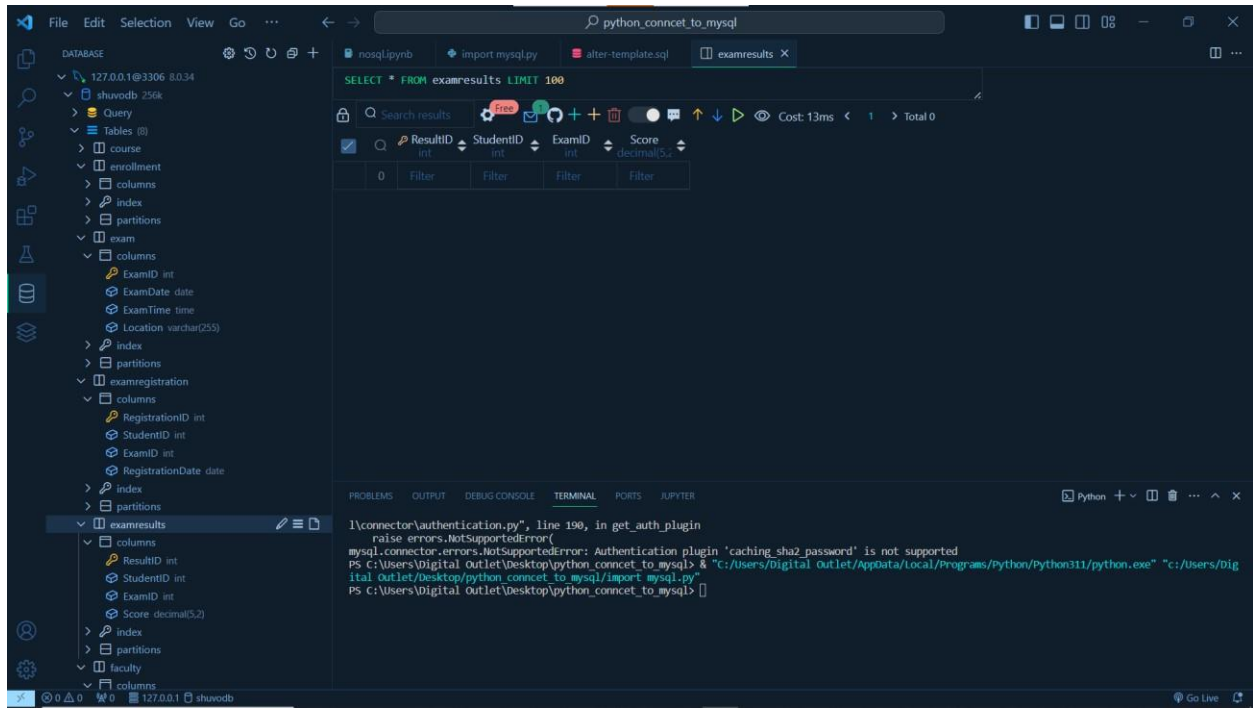 File Edit Selection View Go ··· python_conncet_to_mysql
DATABASE
127.0.0.1@3306 8.0.34
shuvodb 256k
Query
Tables (8)
course
enrollment
columns
index
partitions
exam
columns
ExamID int
ExamDate date
ExamTime time
Location varchar(255)
index
partitions
examregistration
columns
RegistrationID int
StudentID int
ExamID int
RegistrationDate date
index
partitions
examresults
columns
ResultID int
StudentID int
ExamID int
Score decimal(5,2)
index
partitions
faculty
columns
nosql.ipynb import mysql.py alter-template.sql examresults
SELECT * FROM examresults LIMIT 100
Search results Free 1 Cost: 13ms < 1 > Total 0
ResultID StudentID ExamID Score
int int int decimal(5,2
0 Filter Filter Filter Filter
PROBLEMS OUTPUT DEBUG CONSOLE TERMINAL PORTS JUPYTER Python
l\connector\authentication.py", line 190, in get_auth_plugin
raise errors.NotSupportedError(
mysql.connector.errors.NotSupportedError: Authentication plugin 'caching_sha2_password' is not supported
PS C:\Users\Digital Outlet\Desktop\python_conncet_to_mysql> & "C:/Users/Digital Outlet/AppData/Local/Programs/Python/Python311/python.exe" "c:/Users/Dig
ital Outlet/Desktop/python_conncet_to_mysql/import mysql.py"
PS C:\Users\Digital Outlet\Desktop\python_conncet_to_mysql>
0 0 0 127.0.0.1 shuvodb Go Live